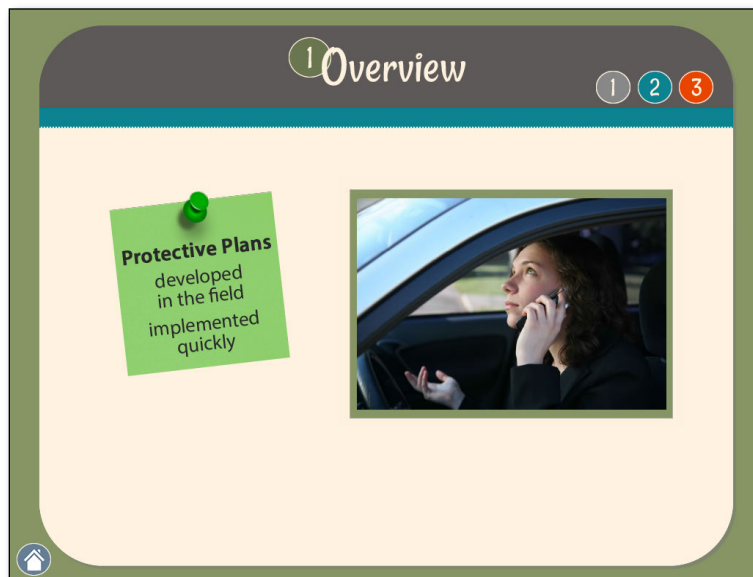 1 Overview
1 2 3
Protective Plans
developed
in the field
implemented
quickly